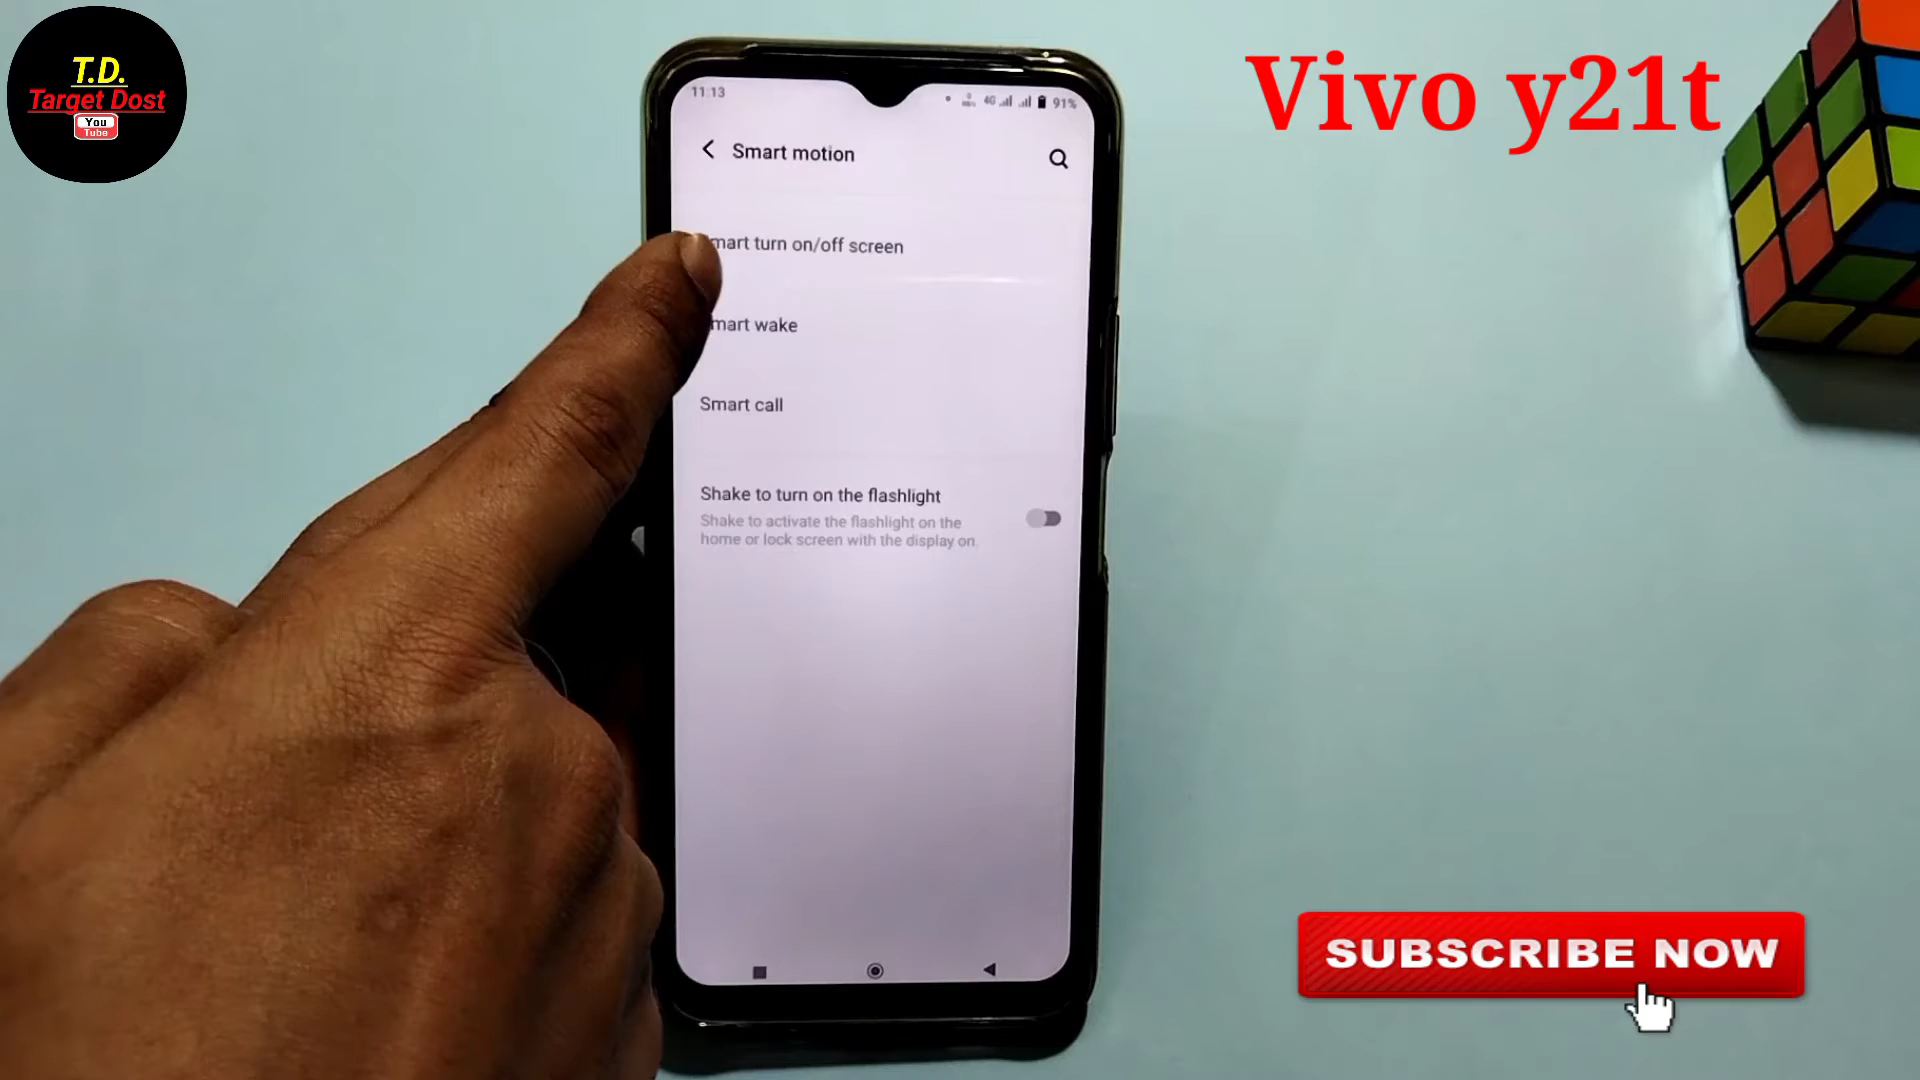 T.D.
Target Dost
You
Tube
Vivo y21t
11:13
4G
91%
Smart motion
mart turn on/off screen
mart wake
Smart call
Shake to turn on the flashlight
Shake to activate the flashlight on the
home or lock screen with the display on.
SUBSCRIBE NOW